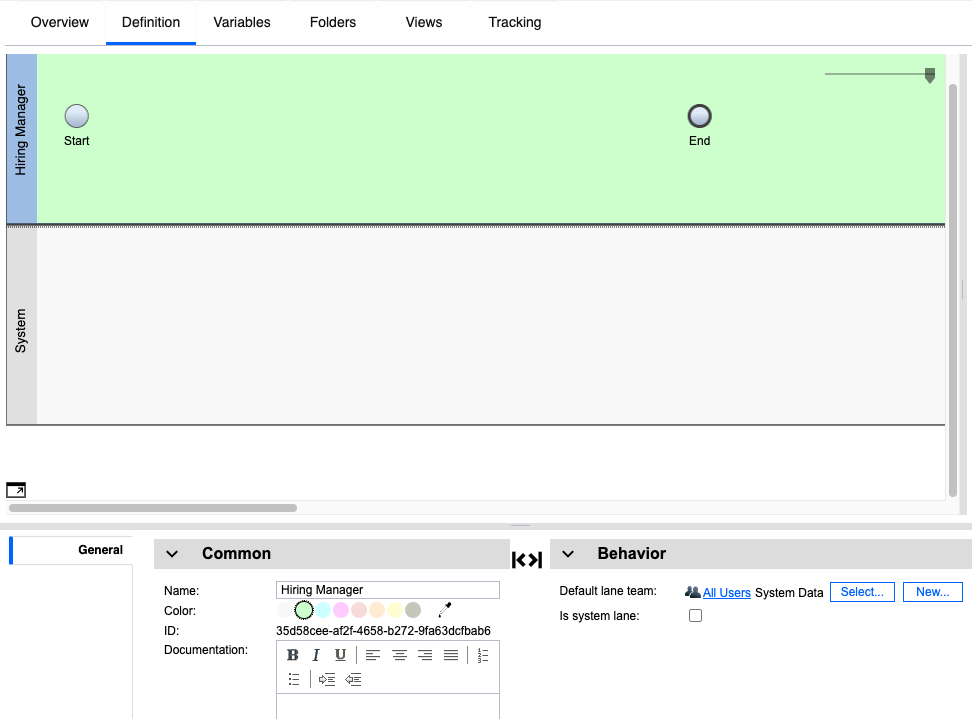 Overview Definition Variables Folders Views Tracking
Hiring Manager
Start
End
System
General
Common
Name: Hiring Manager
Color:
ID: 35d58cee-af2f-4658-b272-9fa63dcfbab6
Documentation:
B I U
Behavior
Default lane team: All Users System Data Select... New...
Is system lane: